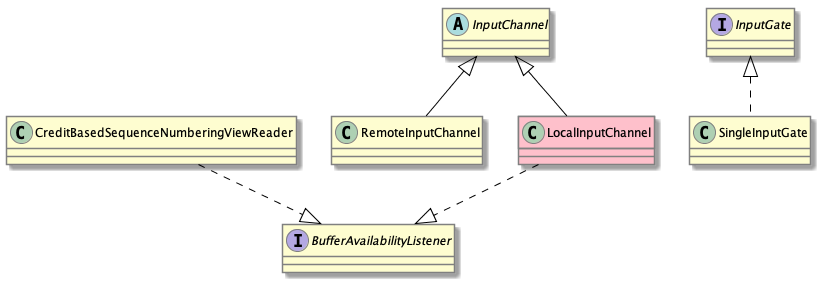 A InputChannel
I InputGate
C CreditBasedSequenceNumberingViewReader
C RemoteInputChannel
C LocalInputChannel
C SingleInputGate
I BufferAvailabilityListener